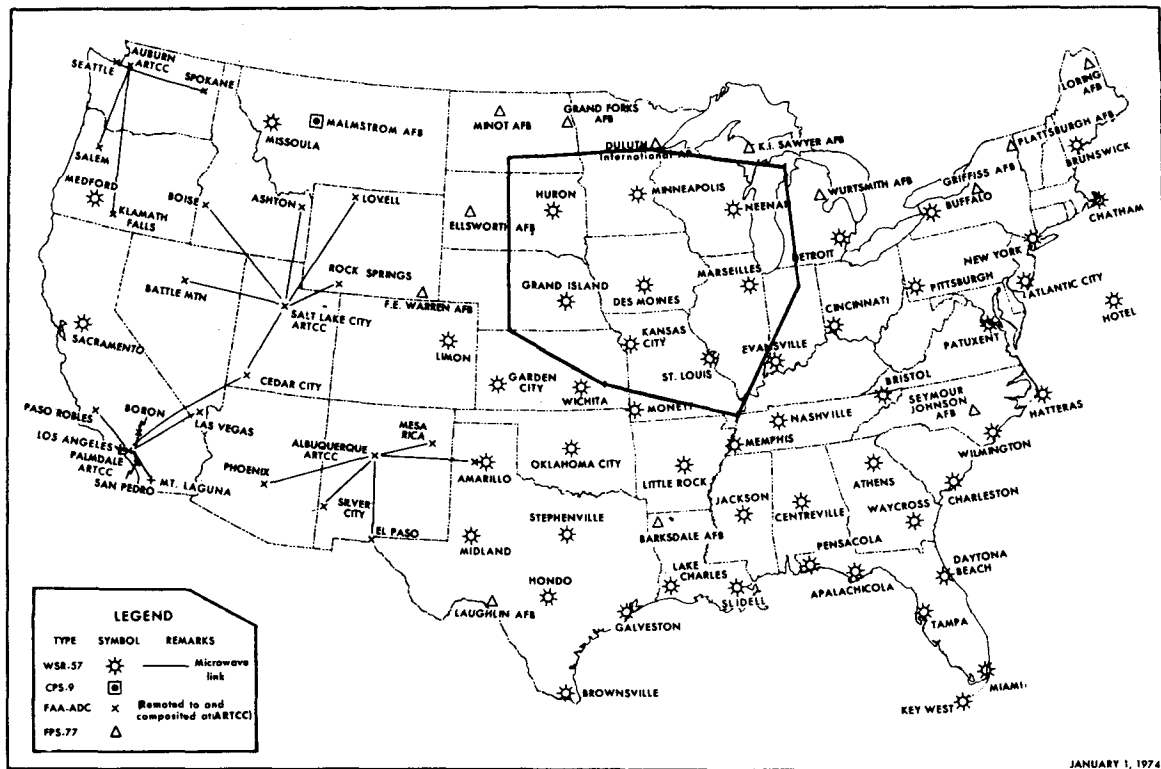 AUBURN
ARTCC
SEATTLE
SPOKANE
SALEM
MEDFORD
KLAMATH
FALLS
MISSOULA
MALMSTROM AFB
BOISE
ASHTON
LOVELL
ROCK SPRINGS
BATTLE MTN
SALT LAKE CITY
ARTCC
F.E. WARREN AFB
SACRAMENTO
CEDAR CITY
LIMON
PASO ROBLES
BORON
LOS ANGELES
PALMDALE
ARTCC
SAN PEDRO
MT. LAGUNA
LAS VEGAS
PHOENIX
ALBUQUERQUE
ARTCC
MESA
RICA
SILVER
CITY
EL PASO
AMARILLO
MIDLAND
MINOT AFB
GRAND FORKS
AFB
DULUTH
International
K.I. SAWYER AFB
HURON
MINNEAPOLIS
NEENAH
WURTSMITH AFB
ELLSWORTH AFB
GRAND ISLAND
DES MOINES
MARSEILLES
DETROIT
KANSAS
CITY
ST. LOUIS
EVANSVILLE
CINCINNATI
GARDEN
CITY
WICHITA
MONETT
OKLAHOMA CITY
LITTLE ROCK
MEMPHIS
NASHVILLE
BRISTOL
STEPHENVILLE
BARKSDALE AFB
JACKSON
CENTREVILLE
ATHENS
WAYCROSS
CHARLESTON
HONDO
LAUGHLIN AFB
LAKE
CHARLES
SLIDELL
GALVESTON
BROWNSVILLE
PENSACOLA
APALACHICOLA
DAYTONA
BEACH
TAMPA
MIAMI
KEY WEST
LORING
AFB
PLATTSBURGH AFB
BRUNSWICK
GRIFFISS AFB
BUFFALO
CHATHAM
NEW YORK
PITTSBURGH
ATLANTIC CITY
HOTEL
PATUXENT
SEYMOUR
JOHNSON
AFB
HATTERAS
WILMINGTON
LEGEND
TYPE SYMBOL REMARKS
WSR-57 Microwave
link
CPS-9
FAA-ADC (Remoted to and
composited at ARTCC)
FPS-77
JANUARY 1, 1974